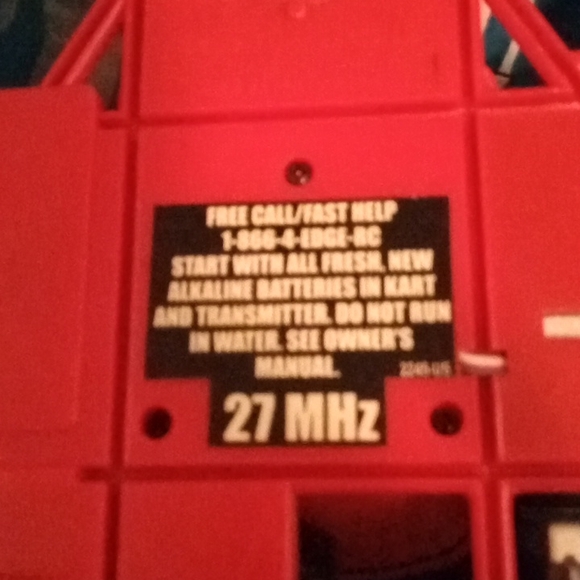 FREE CALL/FAST HELP
1-866-4-EDGE-RC
START WITH ALL FRESH, NEW
ALKALINE BATTERIES IN KART
AND TRANSMITTER. DO NOT RUN
IN WATER. SEE OWNER'S
MANUAL.
27 MHz